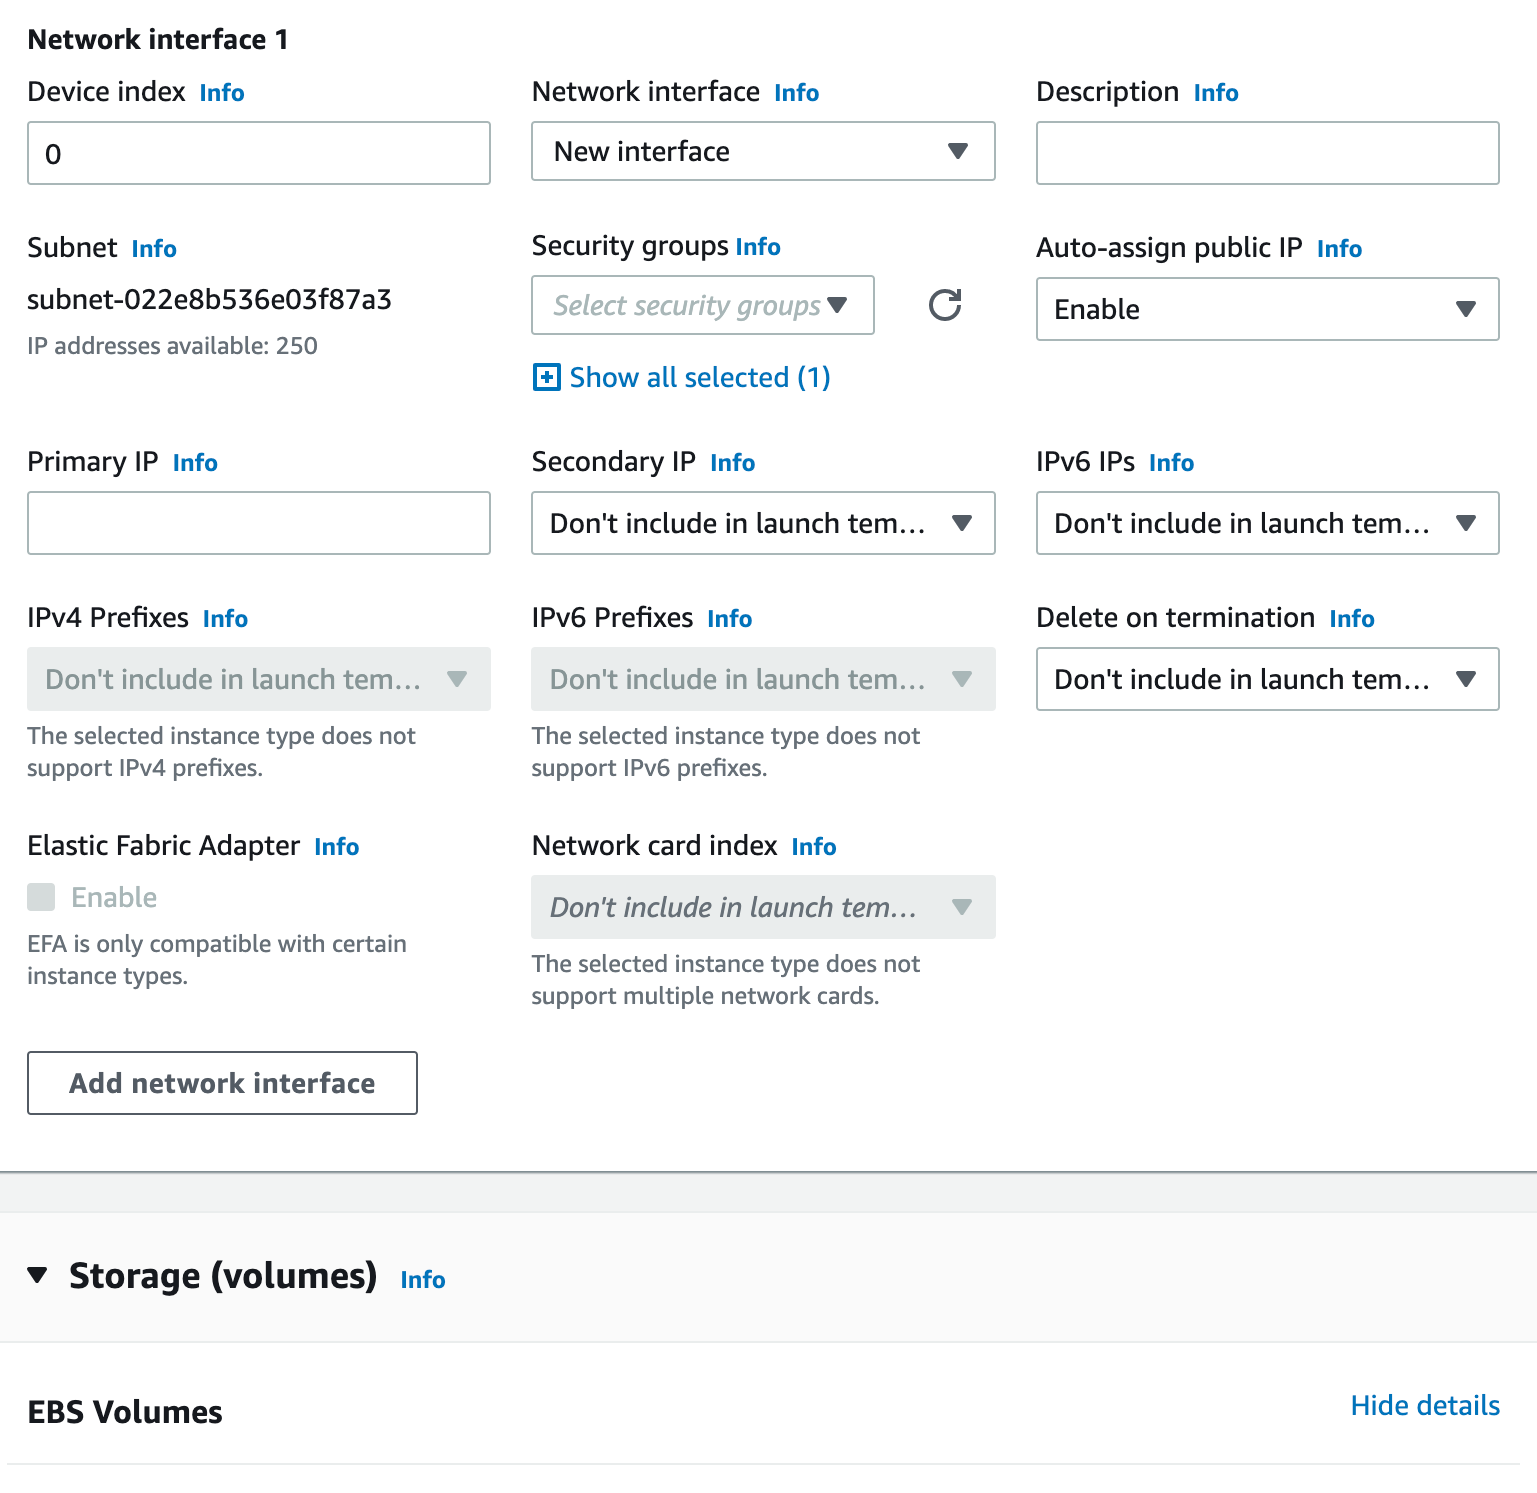 Network interface 1
Device index Info
Network interface Info
Description Info
0
New interface
Subnet Info
Security groups Info
Auto-assign public IP Info
subnet-022e8b536e03f87a3
Select security groups
Enable
IP addresses available: 250
Show all selected (1)
Primary IP Info
Secondary IP Info
IPv6 IPs Info
Don't include in launch tem...
Don't include in launch tem...
IPv4 Prefixes Info
IPv6 Prefixes Info
Delete on termination Info
Don't include in launch tem...
Don't include in launch tem...
Don't include in launch tem...
The selected instance type does not
support IPv4 prefixes.
The selected instance type does not
support IPv6 prefixes.
Elastic Fabric Adapter Info
Network card index Info
Enable
Don't include in launch tem...
EFA is only compatible with certain
instance types.
The selected instance type does not
support multiple network cards.
Add network interface
Storage (volumes) Info
EBS Volumes
Hide details